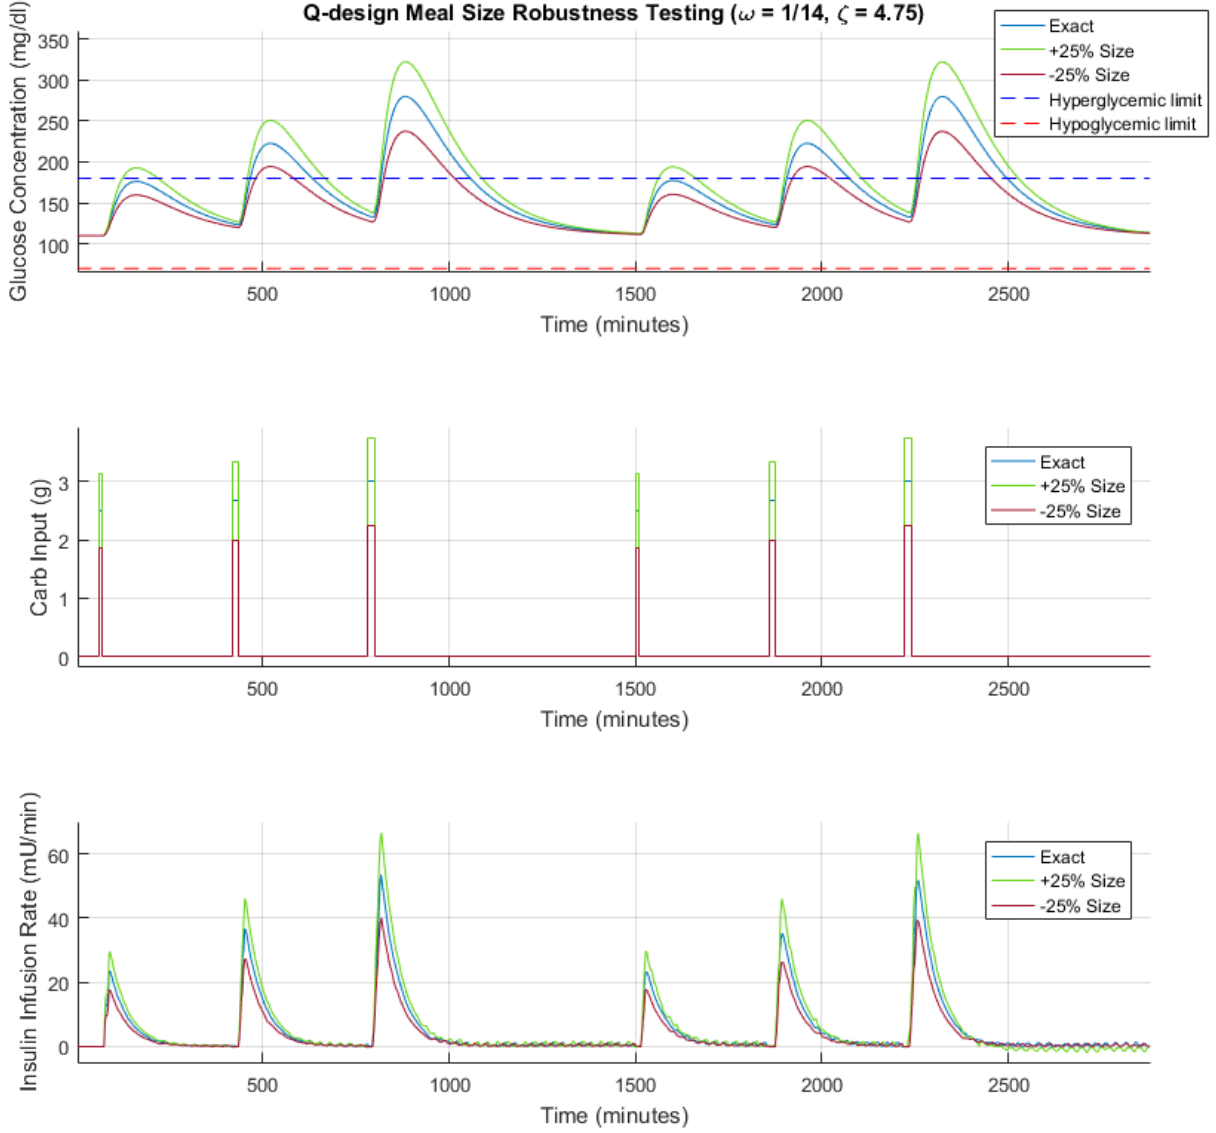 Q-design Meal Size Robustness Testing (ω = 1/14, ζ = 4.75)
Glucose Concentration (mg/dl)
350
300
250
200
150
100
500
1000
1500
2000
2500
Time (minutes)
Exact
+25% Size
-25% Size
Hyperglycemic limit
Hypoglycemic limit
Carb Input (g)
3
2
1
0
500
1000
1500
2000
2500
Time (minutes)
Exact
+25% Size
-25% Size
Insulin Infusion Rate (mU/min)
60
40
20
0
500
1000
1500
2000
2500
Time (minutes)
Exact
+25% Size
-25% Size